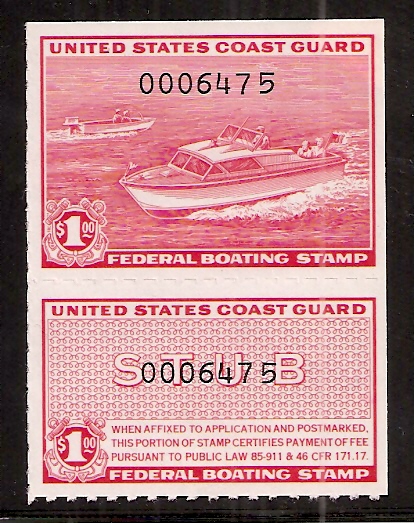 UNITED STATES COAST GUARD
0006475
$1.00
FEDERAL BOATING STAMP
UNITED STATES COAST GUARD
STUB
0006475
$1.00
WHEN AFFIXED TO APPLICATION AND POSTMARKED,
THIS PORTION OF STAMP CERTIFIES PAYMENT OF FEE
PURSUANT TO PUBLIC LAW 85-911 & 46 CFR 171.17.
FEDERAL BOATING STAMP